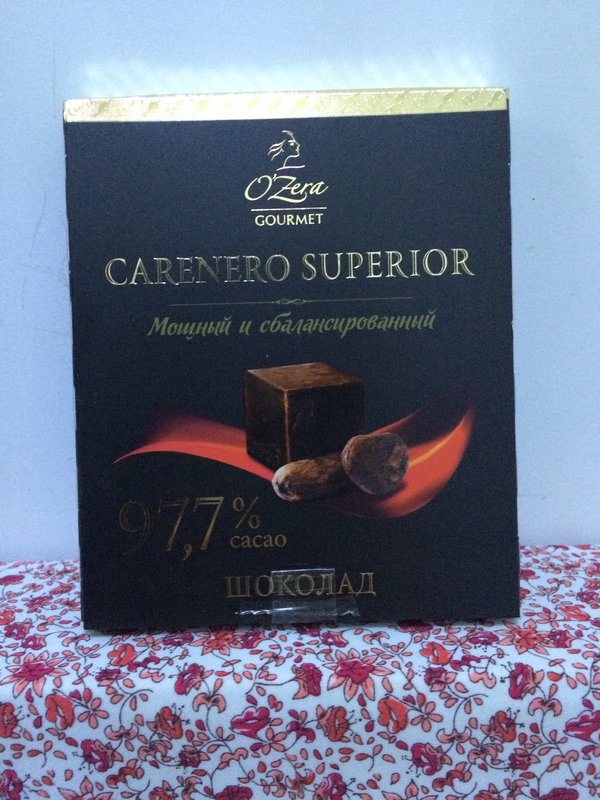 O'Zera
GOURMET
CARENERO SUPERIOR
Мощный и сбалансированный
97,7%
cacao
ШОКОЛАД